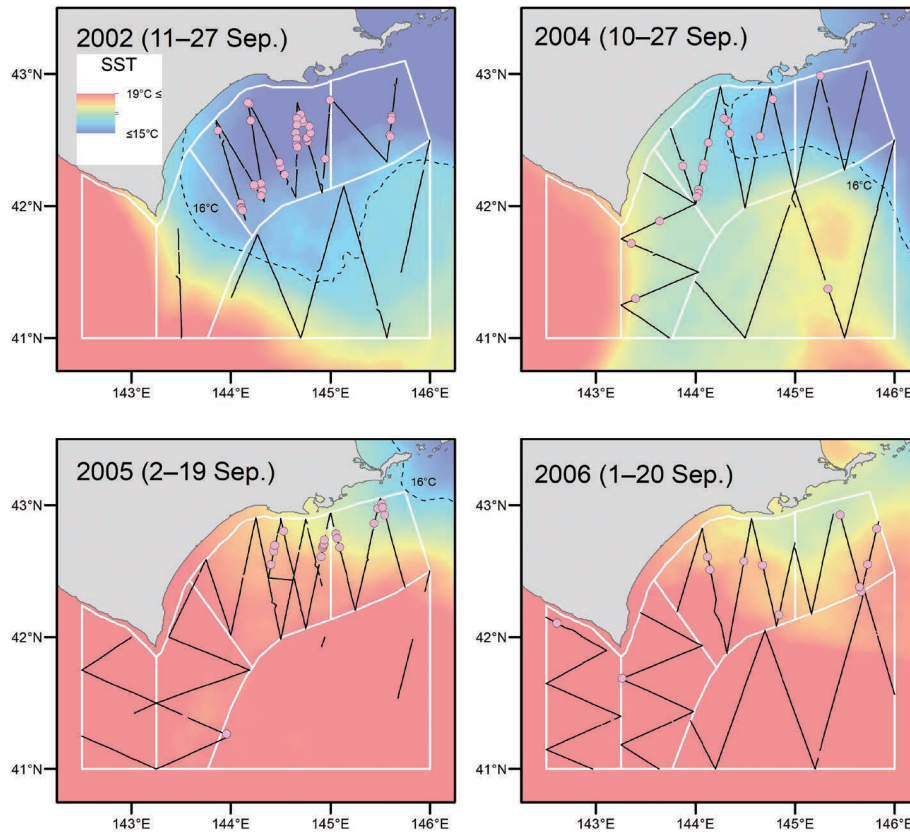 2002 (11–27 Sep.)
SST
19°C ≤
≤15°C
16°C
43°N
42°N
41°N
143°E
144°E
145°E
146°E
2004 (10–27 Sep.)
16°C
43°N
42°N
41°N
143°E
144°E
145°E
146°E
2005 (2–19 Sep.)
16°C
43°N
42°N
41°N
143°E
144°E
145°E
146°E
2006 (1–20 Sep.)
43°N
42°N
41°N
143°E
144°E
145°E
146°E